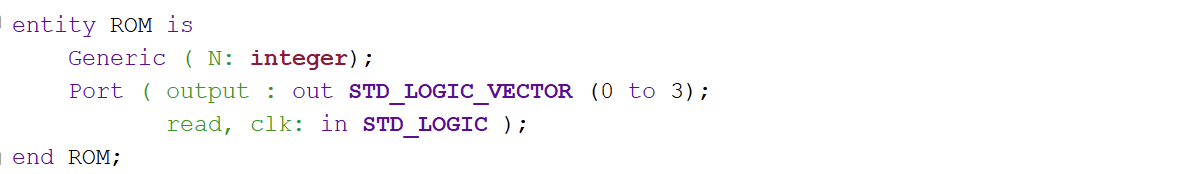 entity ROM is
Generic ( N: integer);
Port ( output : out STD_LOGIC_VECTOR (0 to 3);
read, clk: in STD_LOGIC );
end ROM;